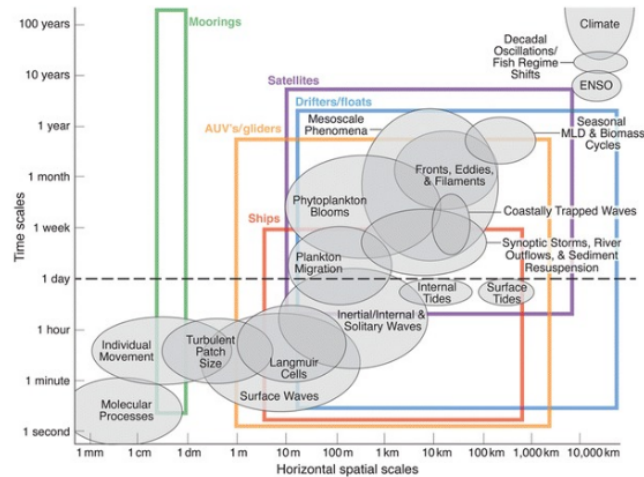 100 years
10 years
1 year
1 month
1 week
1 day
1 hour
1 minute
1 second
Time scales
Moorings
Satellites
Drifters/floats
AUV's/gliders
Ships
Climate
Decadal
Oscillations/
Fish Regime
Shifts
ENSO
Mesoscale
Phenomena
Seasonal
MLD & Biomass
Cycles
Fronts, Eddies,
& Filaments
Phytoplankton
Blooms
Coastally Trapped Waves
Synoptic Storms, River
Outflows, & Sediment
Resuspension
Plankton
Migration
Internal
Tides
Surface
Tides
Inertial/Internal &
Solitary Waves
Individual
Movement
Turbulent
Patch
Size
Langmuir
Cells
Surface Waves
Molecular
Processes
1 mm
1 cm
1 dm
1 m
10 m
100 m
1 km
10 km
100 km
1,000 km
10,000 km
Horizontal spatial scales